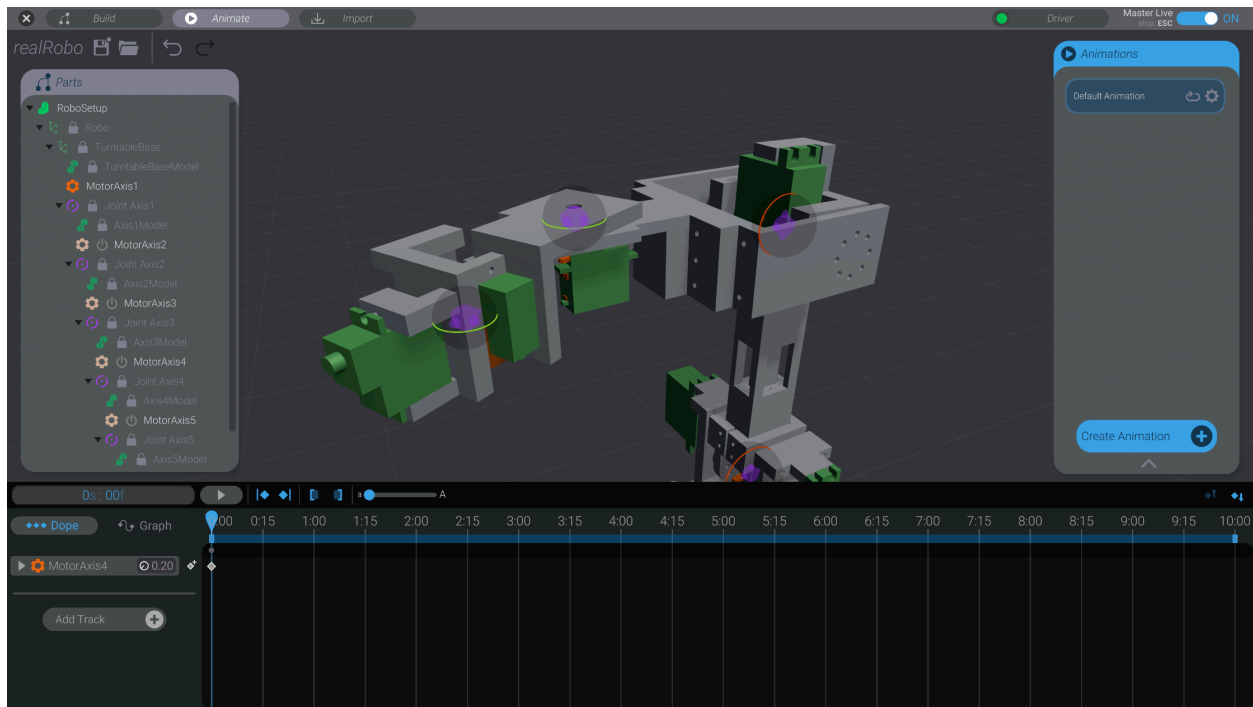 Build
Animate
Import
Driver
Master Live
stop: ESC
ON
realRobo
Parts
RoboSetup
Robo
TurntableBase
TurntableBaseModel
MotorAxis1
Joint Axis1
Axis1Model
MotorAxis2
Joint Axis2
Axis2Model
MotorAxis3
Joint Axis3
Axis3Model
MotorAxis4
Joint Axis4
Axis4Model
MotorAxis5
Joint Axis5
Axis5Model
Animations
Default Animation
Create Animation
0s : 00f
a
A
Dope
Graph
:00 0:15 1:00 1:15 2:00 2:15 3:00 3:15 4:00 4:15 5:00 5:15 6:00 6:15 7:00 7:15 8:00 8:15 9:00 9:15 10:00
MotorAxis4 0.20
Add Track